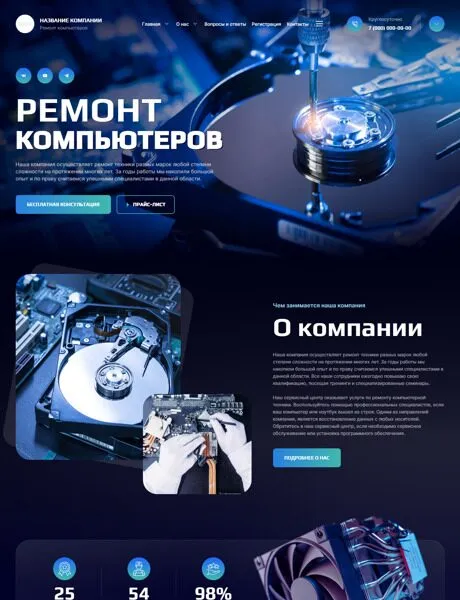 НАЗВАНИЕ КОМПАНИИ
Ремонт компьютеров
Главная
О нас
Вопросы и ответы
Регистрация
Контакты
Круглосуточно
7 (000) 000-00-00
РЕМОНТ
КОМПЬЮТЕРОВ
Наша компания осуществляет ремонт техники разных марок любой степени
сложности на протяжении многих лет. За годы работы мы накопили большой
опыт и по праву считаемся успешными специалистами в данной области.
БЕСПЛАТНАЯ КОНСУЛЬТАЦИЯ
ПРАЙС-ЛИСТ
Чем занимается наша компания
О компании
Наша компания осуществляет ремонт техники разных марок любой
степени сложности на протяжении многих лет. За годы работы мы
накопили большой опыт и по праву считаемся успешными специалистами в
данной области. Все наши сотрудники ежегодно повышаю свою
квалификацию, посещая тренинги и специализированные семинары.
Наш сервисный центр оказывает услуги по ремонту компьютерной
техники. Воспользуйтесь помощью профессиональных специалистов, если
ваш компьютер или ноутбук вышел из строя. Одним из направлений
компании, является восстановление данных с любых носителей.
Обратитесь в наш сервисный центр, если необходимо сервисное
обслуживание или установка программного обеспечения.
ПОДРОБНЕЕ О НАС
25
54
98%